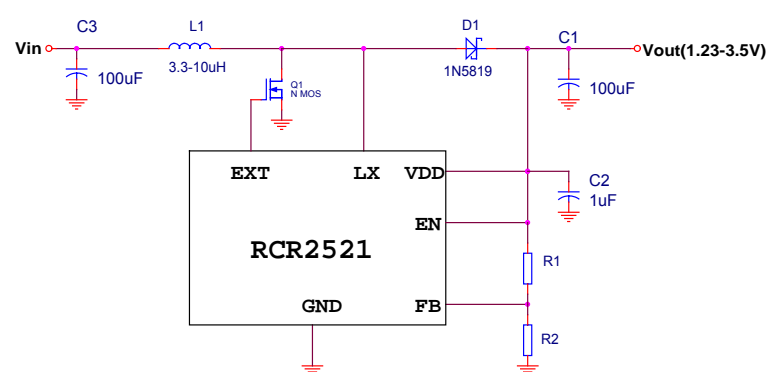 C3
L1
D1
C1
Vin
Vout(1.23-3.5V)
100uF
3.3-10uH
1N5819
100uF
Q1
N MOS
EXT
LX
VDD
C2
1uF
EN
RCR2521
R1
GND
FB
R2